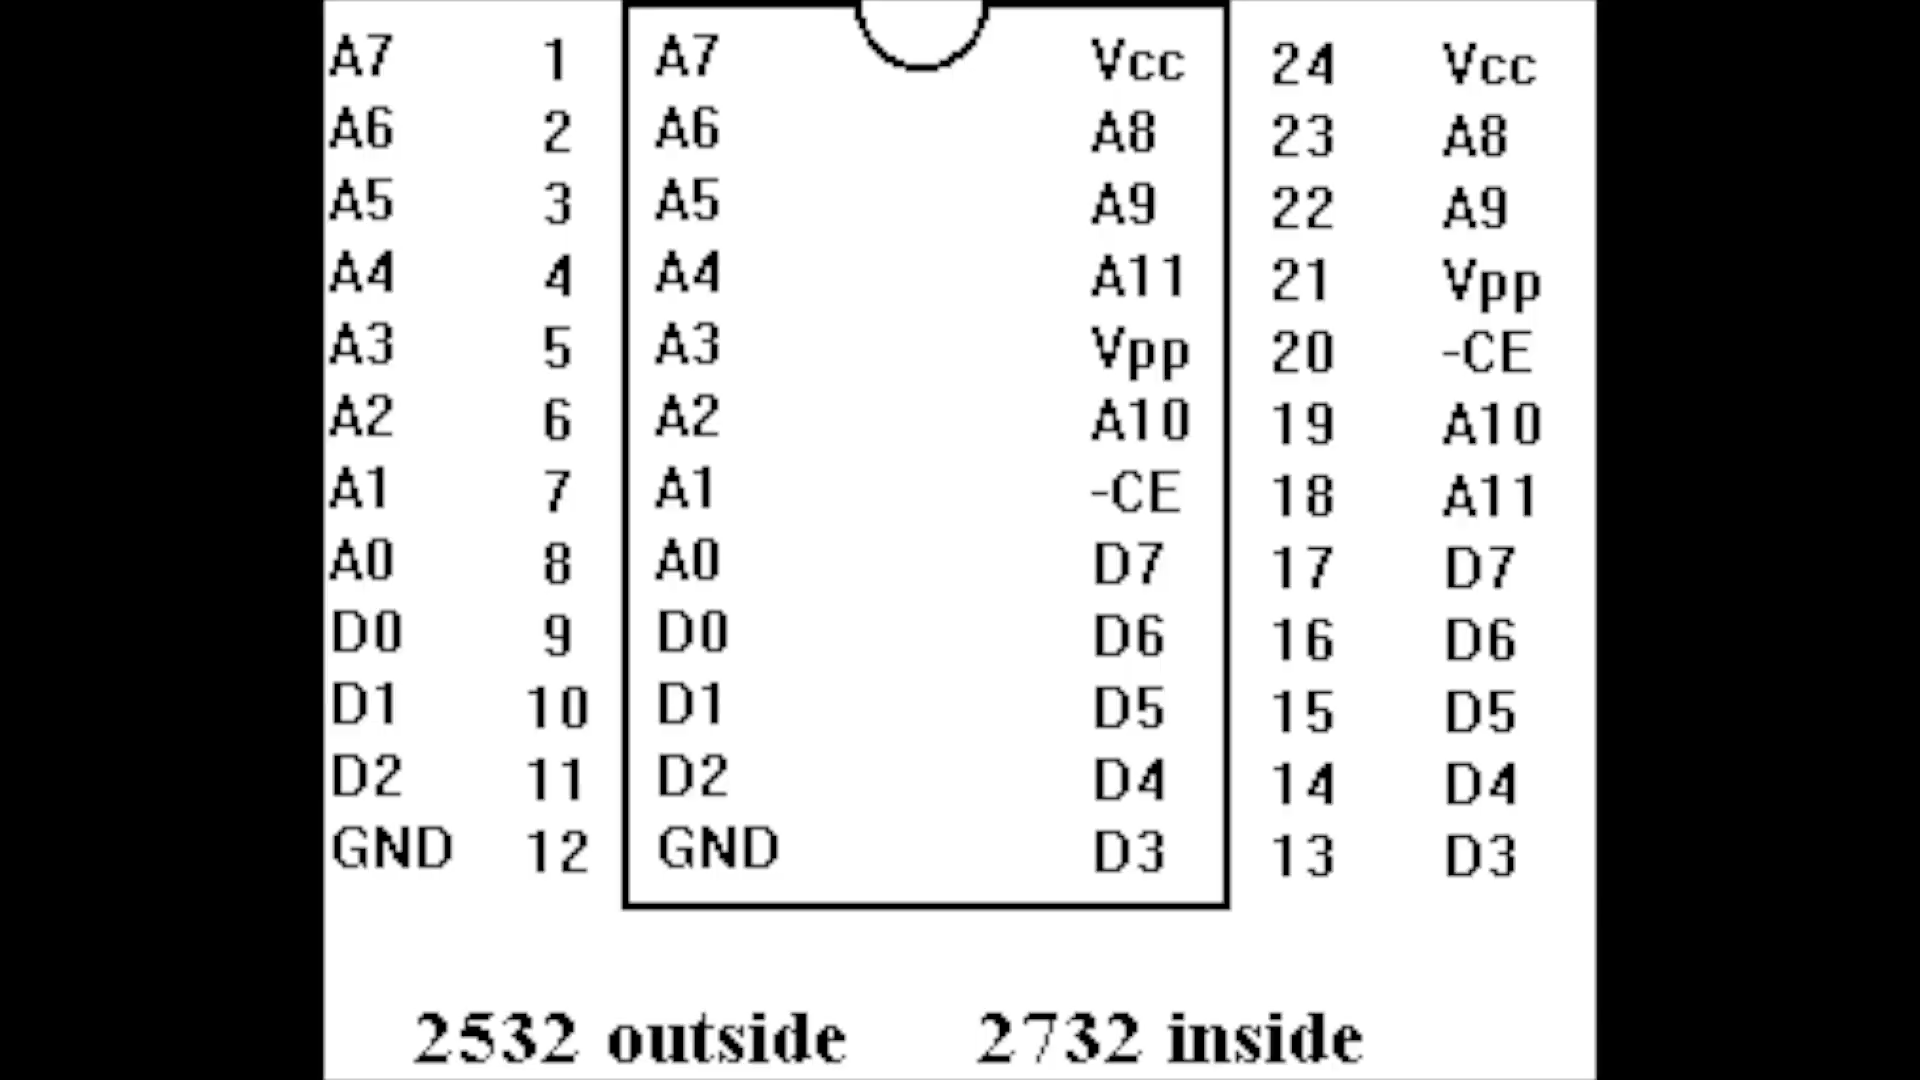 A7 1 A7 Vcc 24 Vcc
A6 2 A6 A8 23 A8
A5 3 A5 A9 22 A9
A4 4 A4 A11 21 Vpp
A3 5 A3 Vpp 20 -CE
A2 6 A2 A10 19 A10
A1 7 A1 -CE 18 A11
A0 8 A0 D7 17 D7
D0 9 D0 D6 16 D6
D1 10 D1 D5 15 D5
D2 11 D2 D4 14 D4
GND 12 GND D3 13 D3
2532 outside 2732 inside